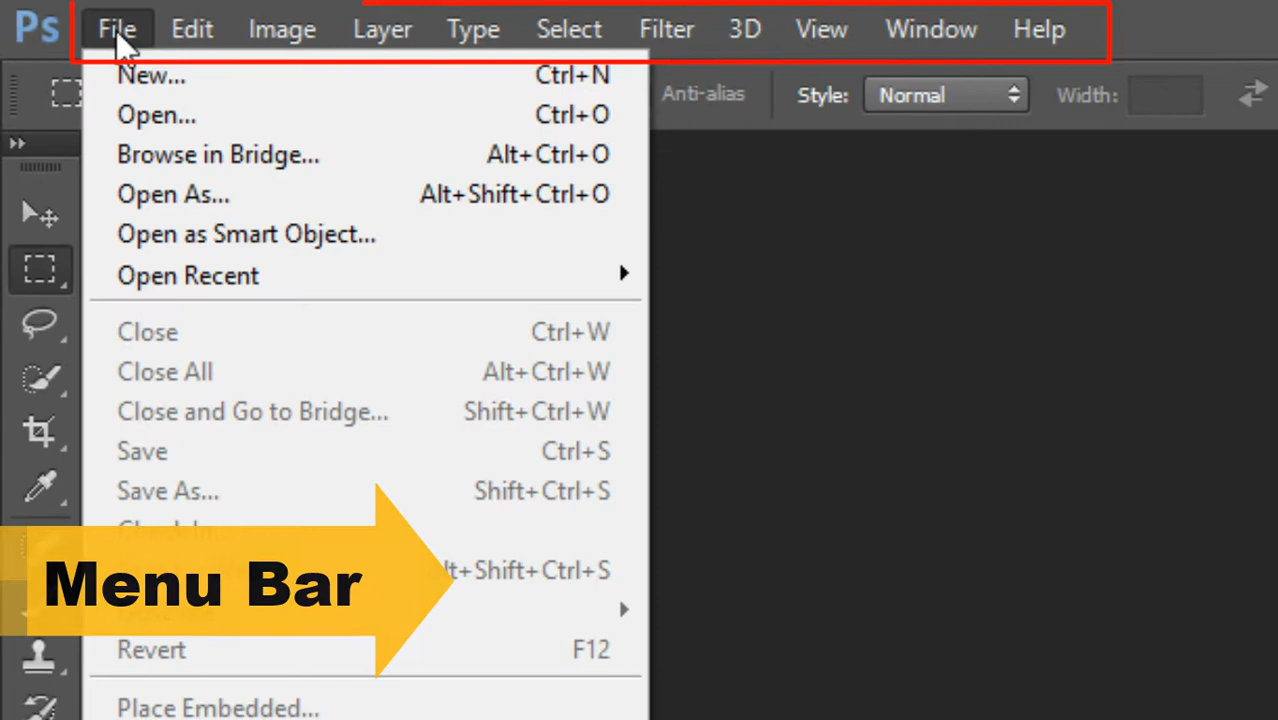 Ps File Edit Image Layer Type Select Filter 3D View Window Help
Anti-alias Style: Normal Width:
New... Ctrl+N
Open... Ctrl+O
Browse in Bridge... Alt+Ctrl+O
Open As... Alt+Shift+Ctrl+O
Open as Smart Object...
Open Recent
Close Ctrl+W
Close All Alt+Ctrl+W
Close and Go to Bridge... Shift+Ctrl+W
Save Ctrl+S
Save As... Shift+Ctrl+S
Menu Bar
Shift+Ctrl+S
Revert F12
Place Embedded...